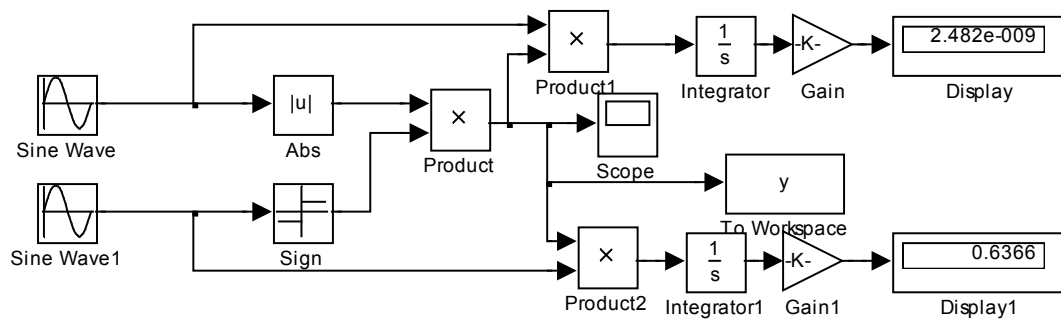 ×
1
s
-K-
2.482e-009
Product1
Integrator
Gain
Display
|u|
×
Sine Wave
Abs
Product
Scope
y
To Workspace
Sine Wave1
Sign
×
1
s
-K-
0.6366
Product2
Integrator1
Gain1
Display1